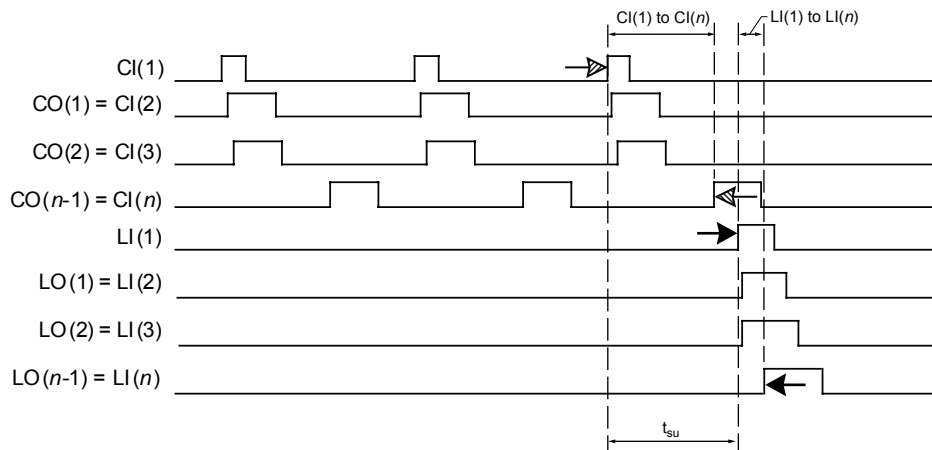 CI(1) to CI(n)
LI(1) to LI(n)
CI(1)
CO(1) = CI(2)
CO(2) = CI(3)
CO(n-1) = CI(n)
LI(1)
LO(1) = LI(2)
LO(2) = LI(3)
LO(n-1) = LI(n)
tsu